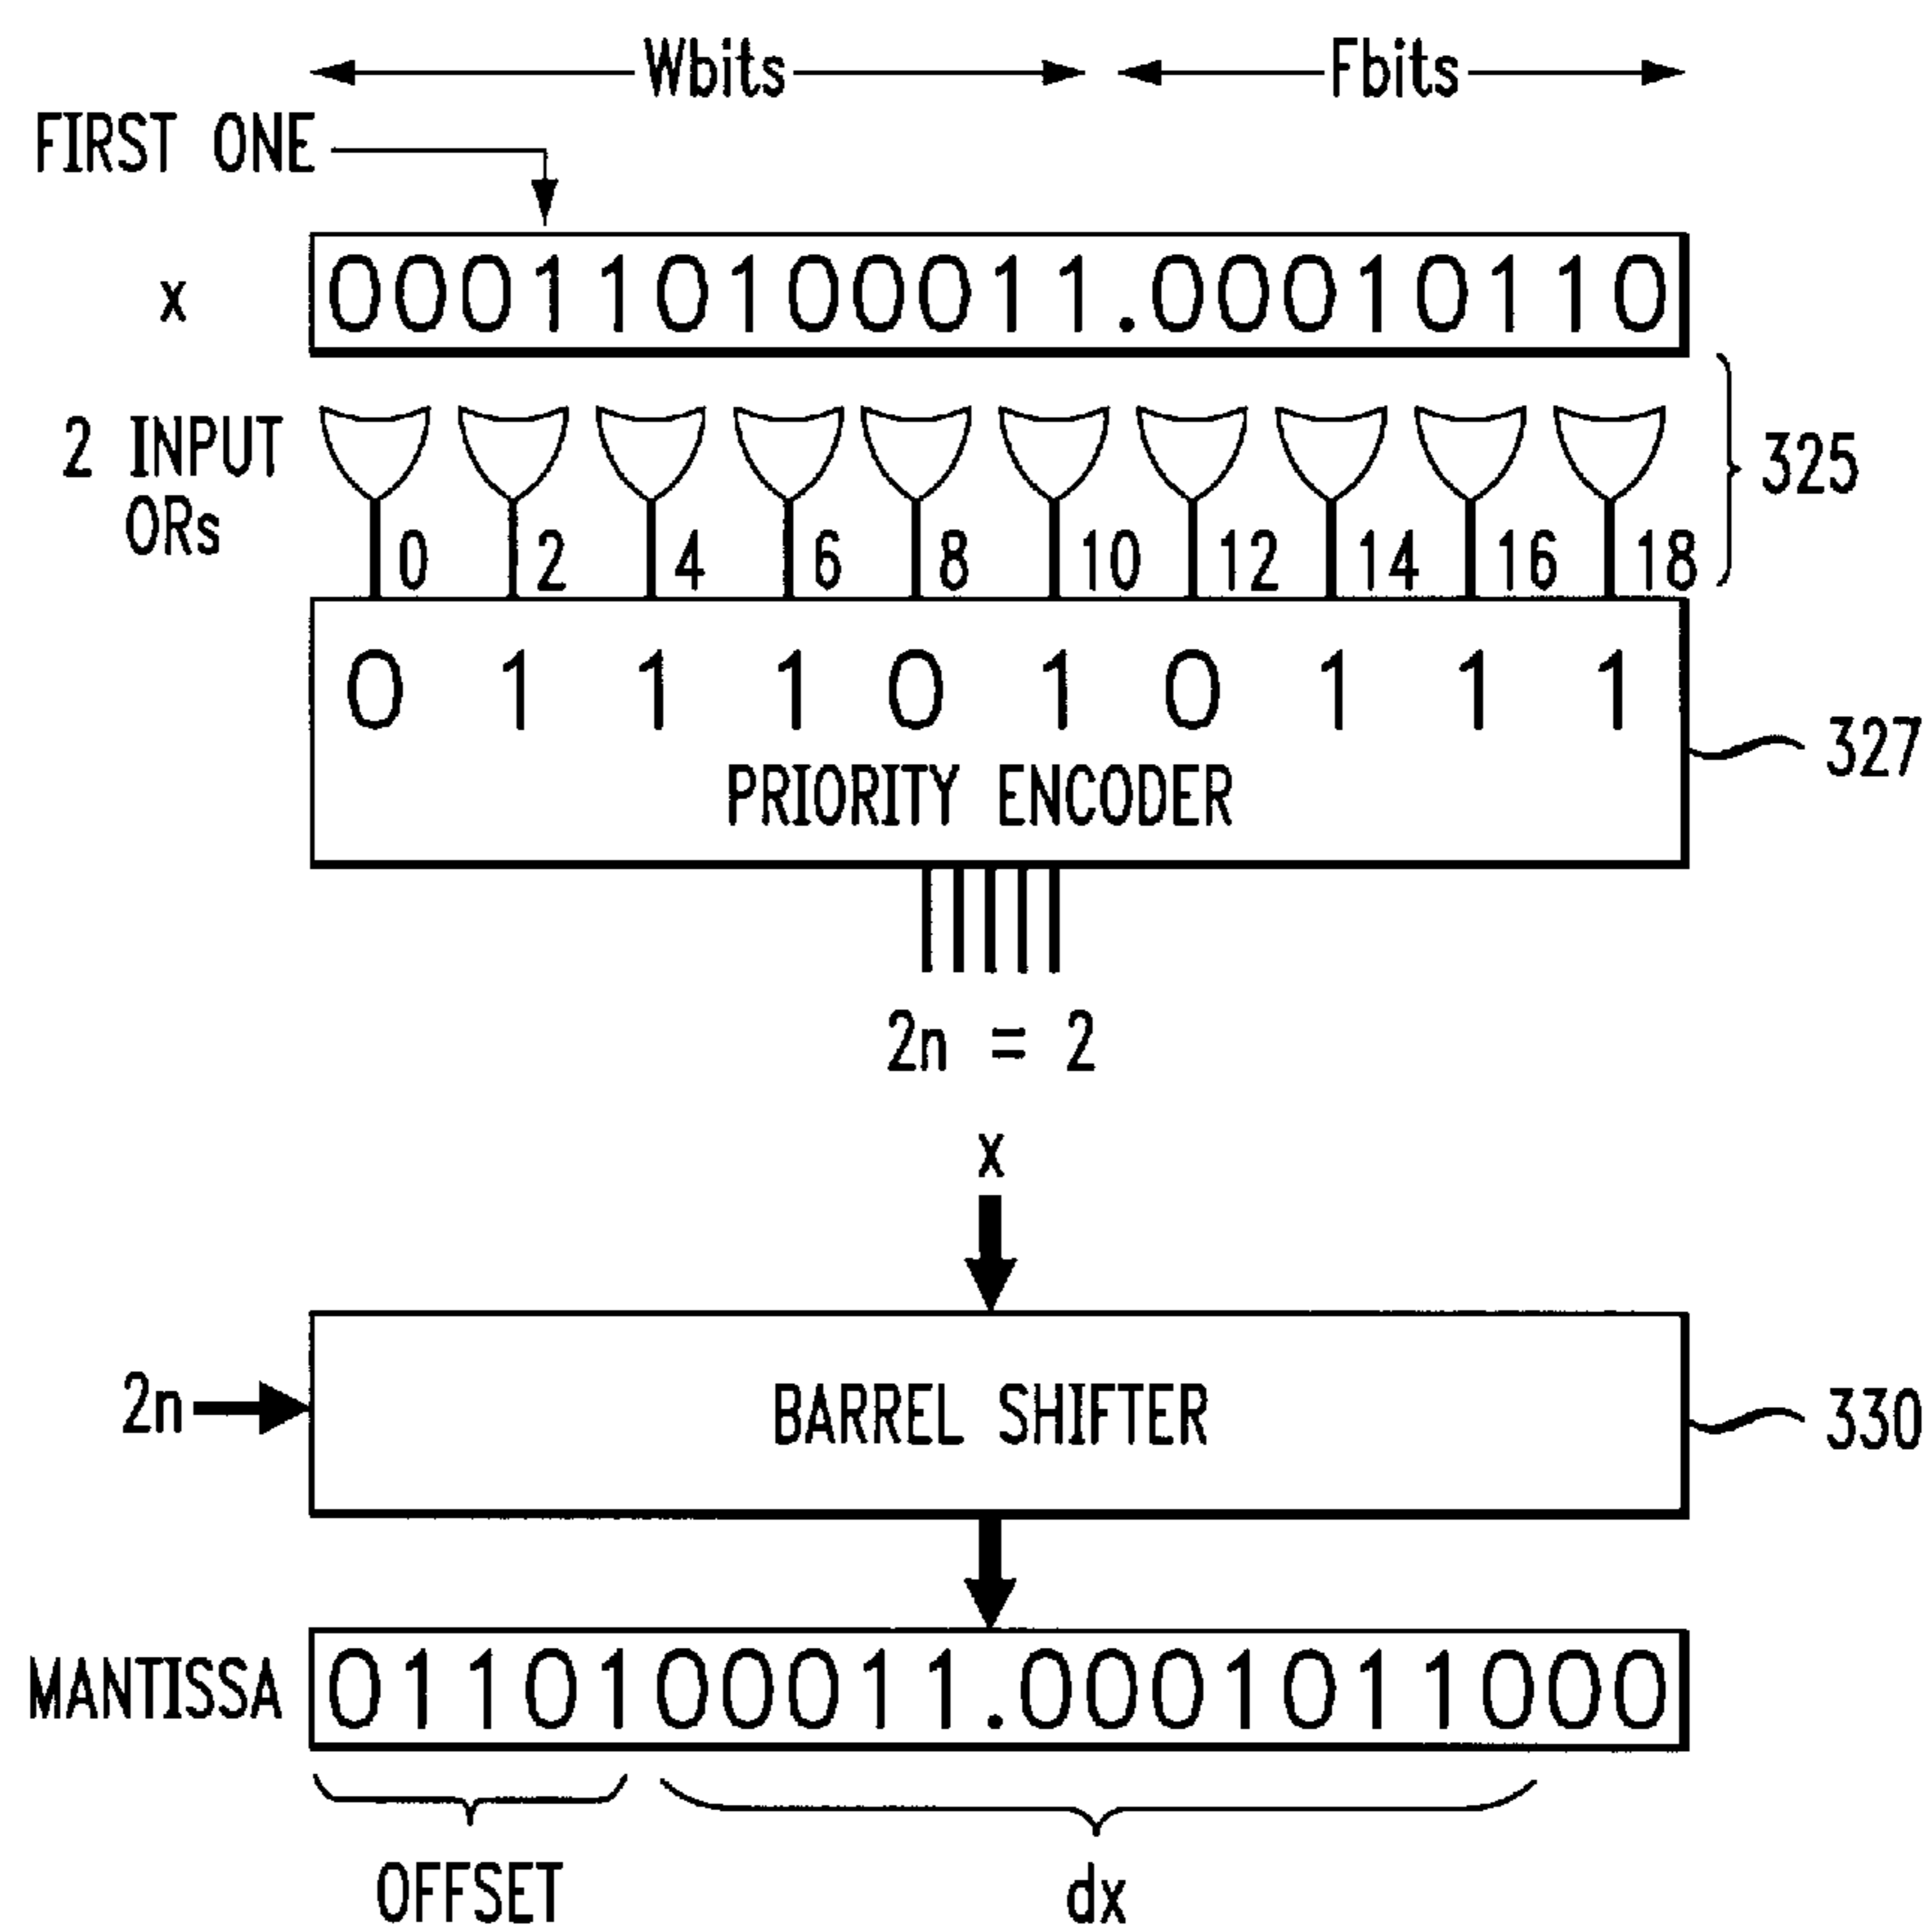 Wbits Fbits
FIRST ONE
x 000110100011.00010110
2 INPUT ORs
0 2 4 6 8 10 12 14 16 18
325
0 1 1 1 0 1 0 1 1 1
PRIORITY ENCODER
327
2n = 2
x
2n
BARREL SHIFTER
330
MANTISSA 0110100011.0001011000
OFFSET dx